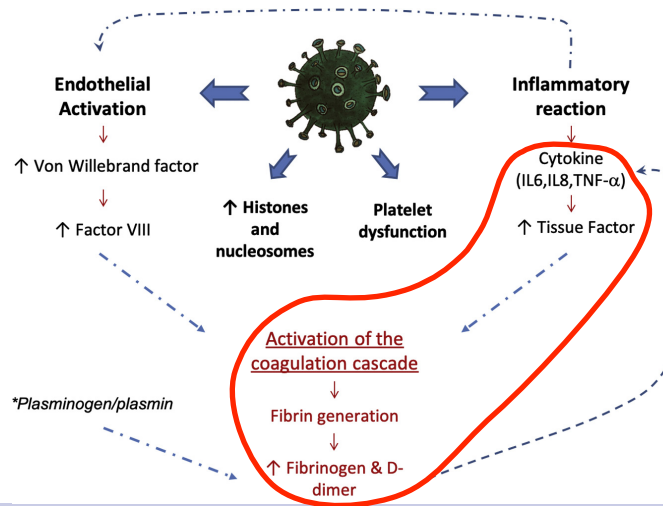 Endothelial
Activation
↑ Von Willebrand factor
↑ Factor VIII
↑ Histones
and
nucleosomes
Platelet
dysfunction
Inflammatory
reaction
Cytokine
(IL6,IL8,TNF-α)
↑ Tissue Factor
Activation of the
coagulation cascade
Fibrin generation
↑ Fibrinogen & D-
dimer
*Plasminogen/plasmin